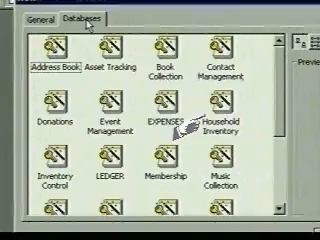 General Databases
Address Book Asset Tracking Book Collection Contact Management
Donations Event Management EXPENSES Household Inventory
Inventory Control LEDGER Membership Music Collection
Previe